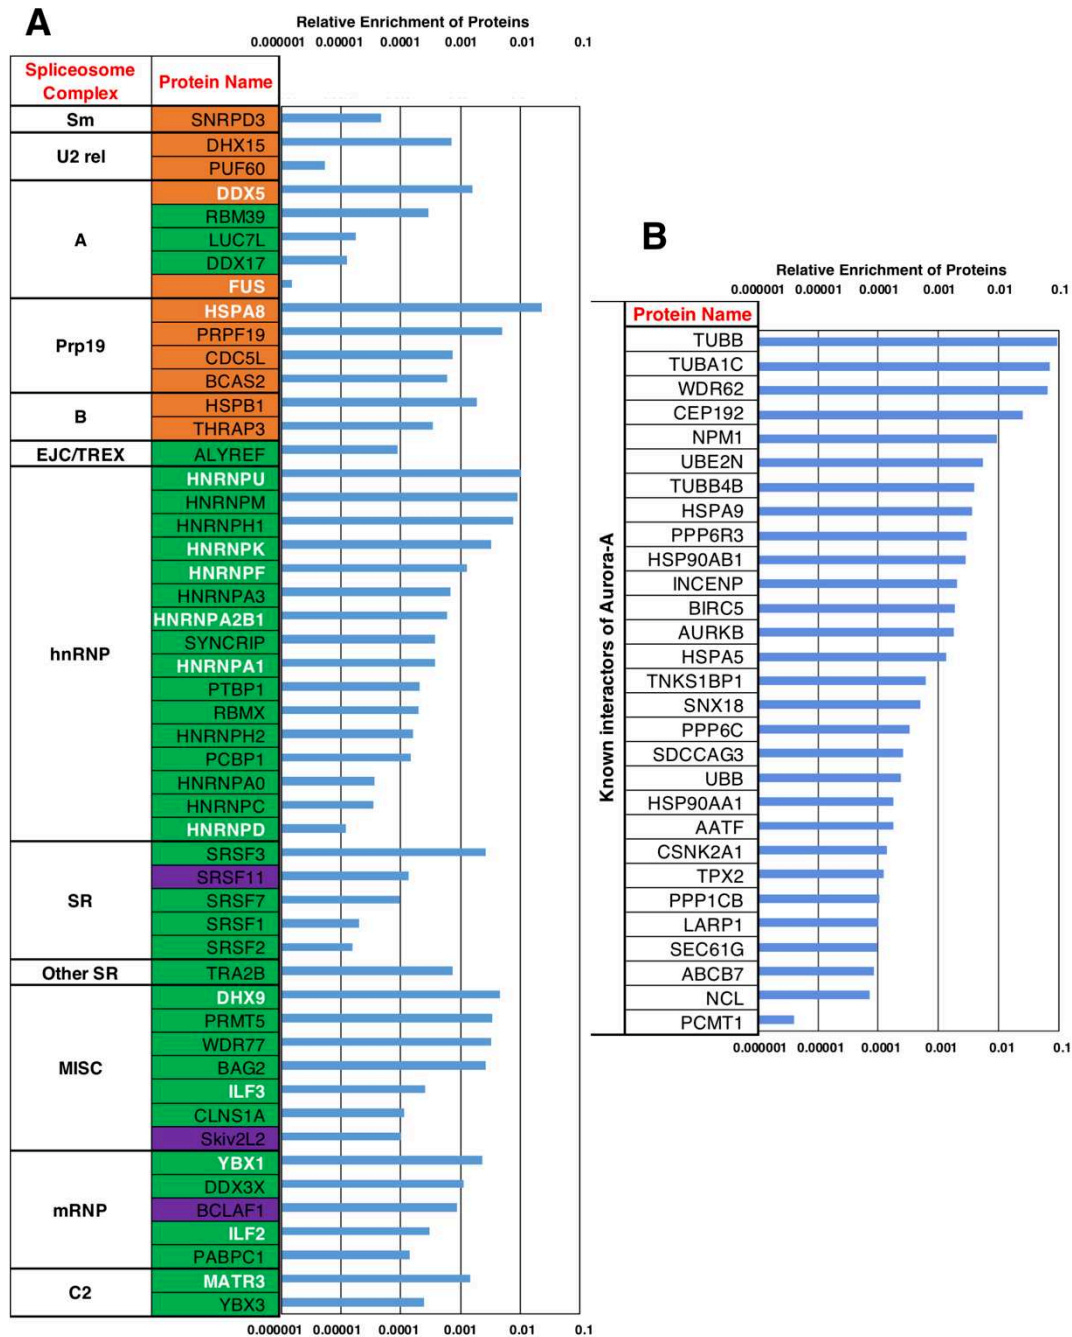 A
Relative Enrichment of Proteins
0.000001 0.00001 0.0001 0.001 0.01 0.1
Spliceosome Complex Protein Name
Sm SNRPD3
U2 rel DHX15
PUF60
A DDX5
RBM39
LUC7L
DDX17
FUS
Prp19 HSPA8
PRPF19
CDC5L
BCAS2
B HSPB1
THRAP3
EJC/TREX ALYREF
hnRNP HNRNPU
HNRNPM
HNRNPH1
HNRNPK
HNRNPF
HNRNPA3
HNRNPA2B1
SYNCRIP
HNRNPA1
PTBP1
RBMX
HNRNPH2
PCBP1
HNRNPA0
HNRNPC
HNRNPD
SR SRSF3
SRSF11
SRSF7
SRSF1
SRSF2
Other SR TRA2B
MISC DHX9
PRMT5
WDR77
BAG2
ILF3
CLNS1A
Skiv2L2
mRNP YBX1
DDX3X
BCLAF1
ILF2
PABPC1
C2 MATR3
YBX3
0.000001 0.00001 0.0001 0.001 0.01 0.1
B
Relative Enrichment of Proteins
0.000001 0.00001 0.0001 0.001 0.01 0.1
Protein Name
Known interactors of Aurora-A
TUBB
TUBA1C
WDR62
CEP192
NPM1
UBE2N
TUBB4B
HSPA9
PPP6R3
HSP90AB1
INCENP
BIRC5
AURKB
HSPA5
TNKS1BP1
SNX18
PPP6C
SDCCAG3
UBB
HSP90AA1
AATF
CSNK2A1
TPX2
PPP1CB
LARP1
SEC61G
ABCB7
NCL
PCMT1
0.000001 0.00001 0.0001 0.001 0.01 0.1